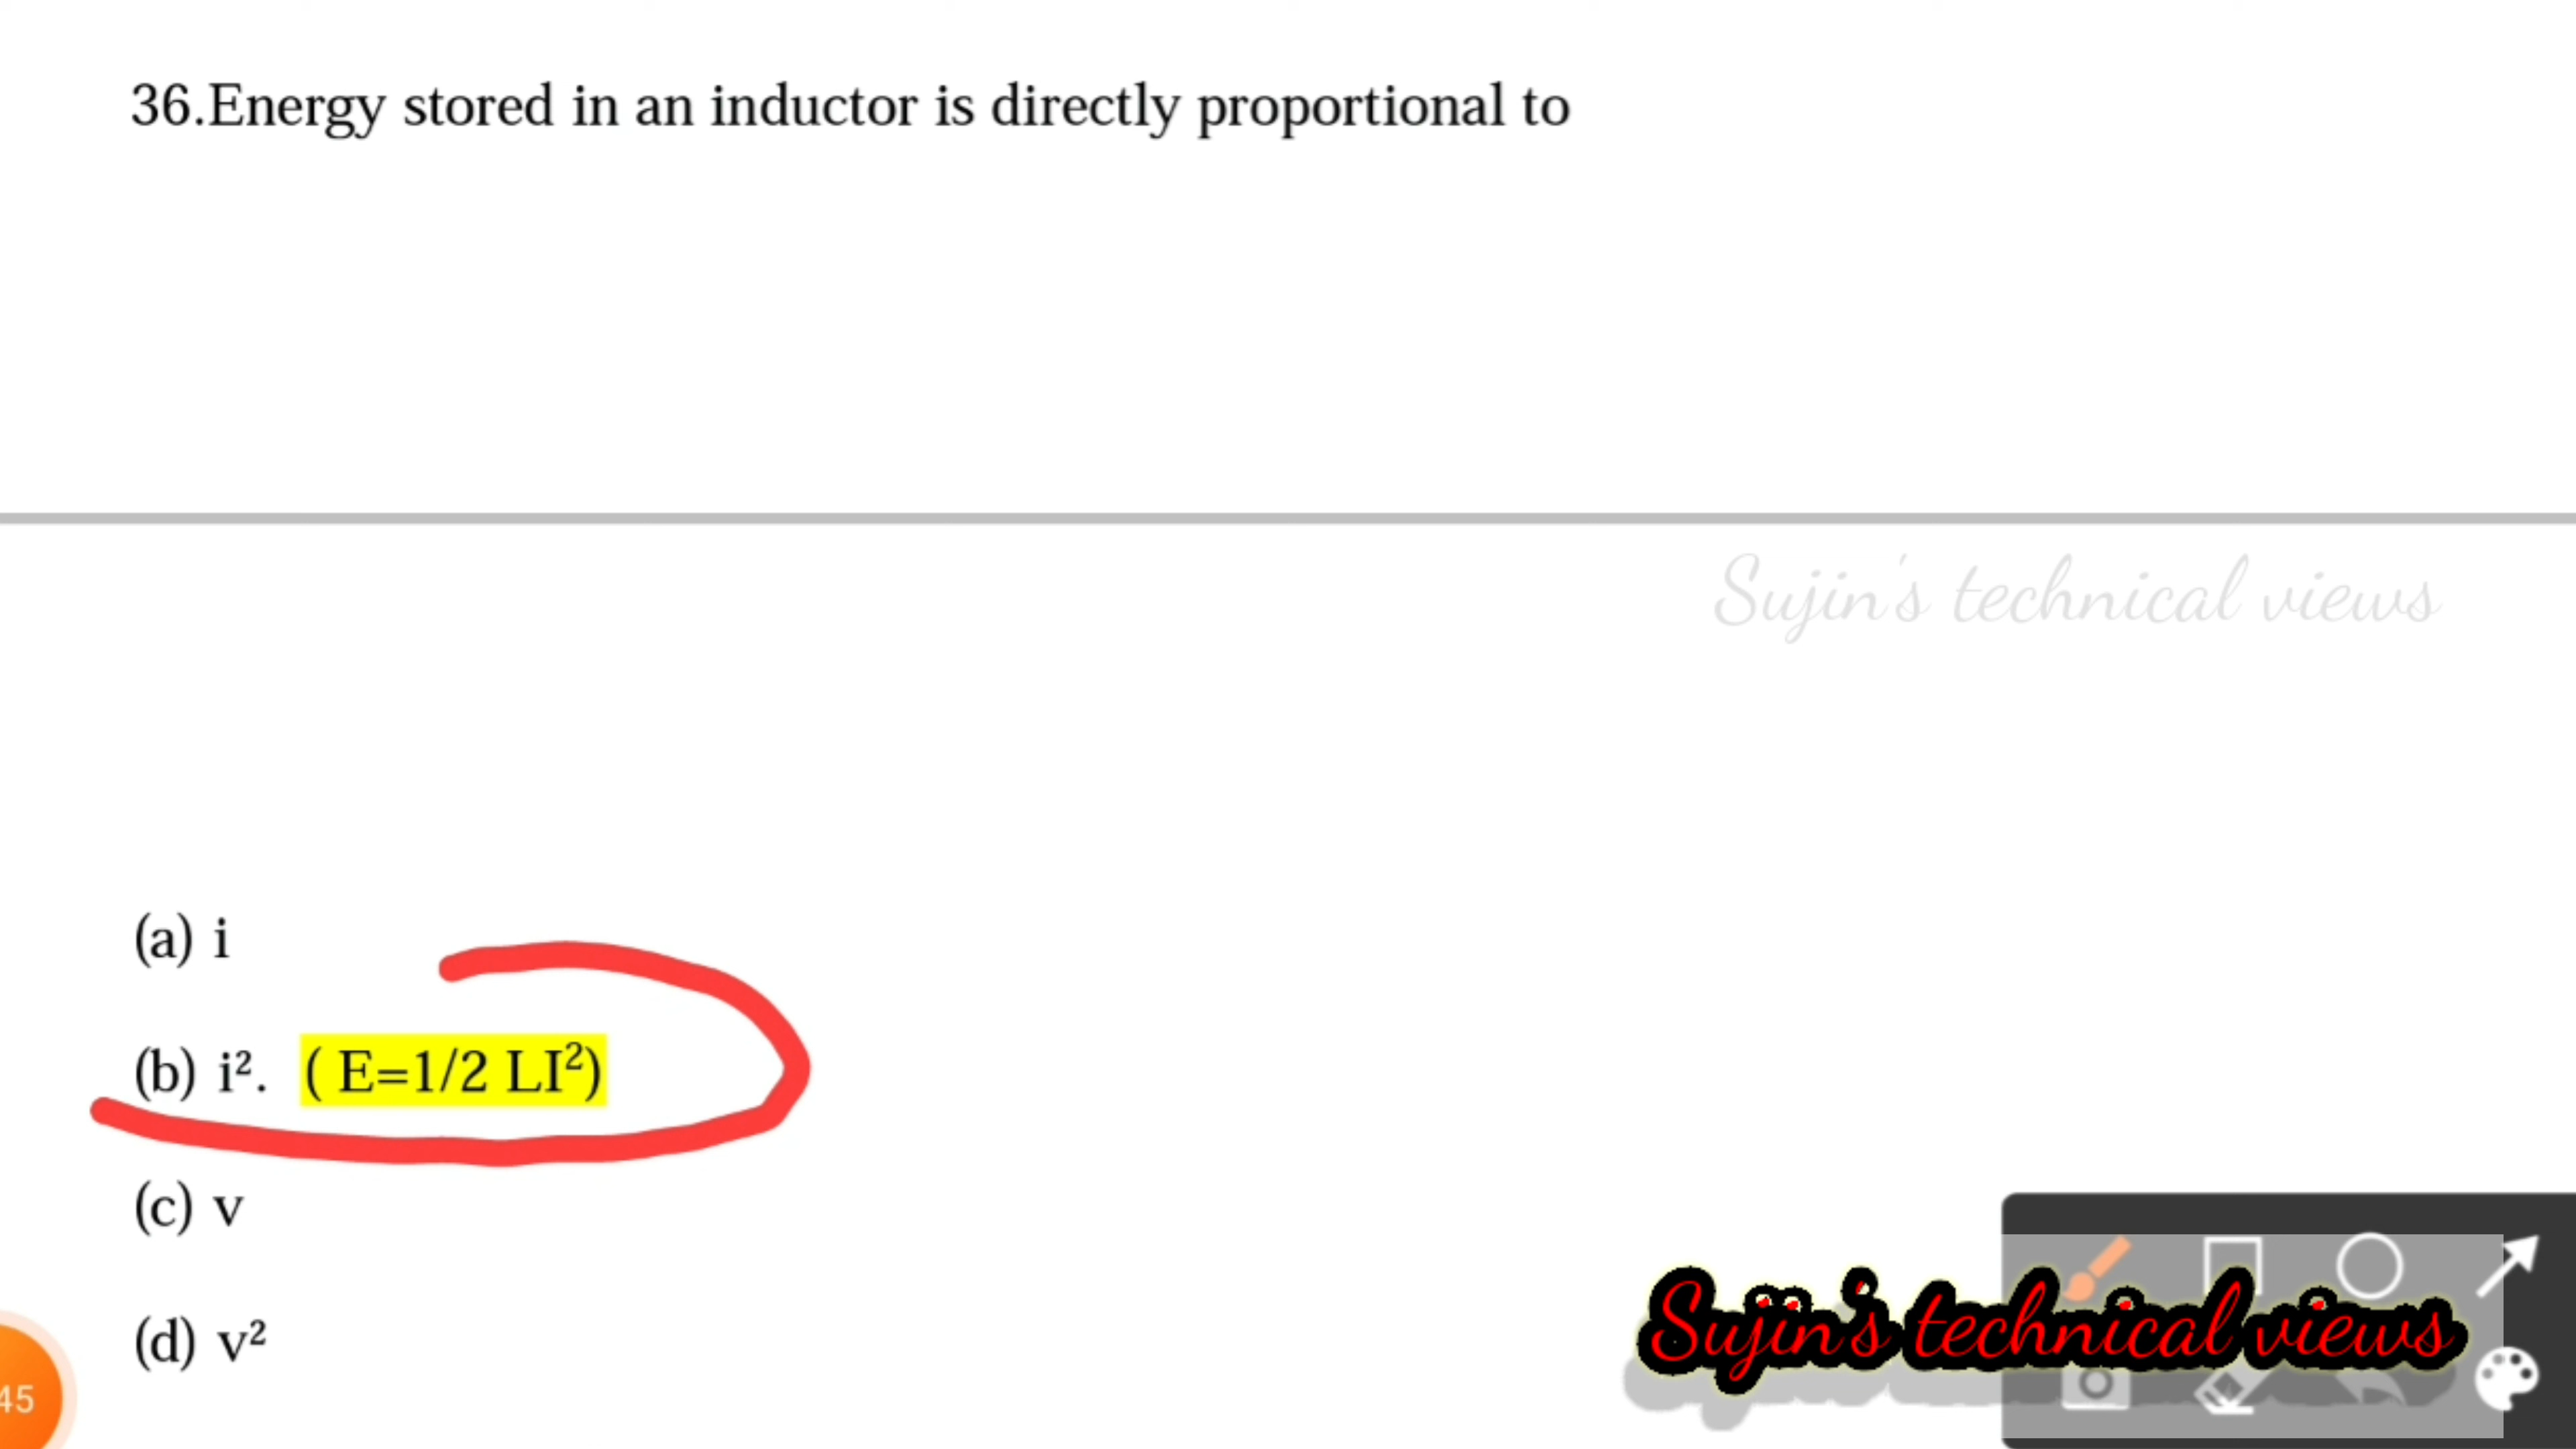 36.Energy stored in an inductor is directly proportional to
Sujin's technical views
(a) i
(b) i². ( E=1/2 LI²)
(c) v
(d) v²
Sujin's technical views
45